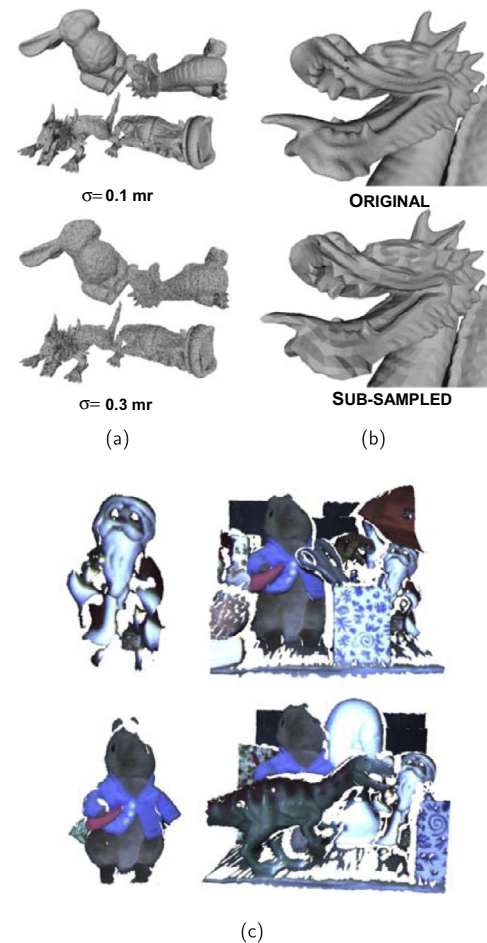 σ= 0.1 mr
ORIGINAL
σ= 0.3 mr
SUB-SAMPLED
(a)
(b)
(c)